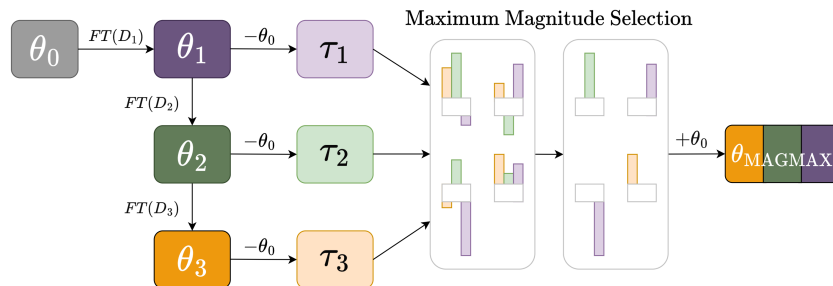 Maximum Magnitude Selection
θ₀
FT(D₁)
θ₁
−θ₀
τ₁
FT(D₂)
θ₂
−θ₀
τ₂
+θ₀
θ_MAGMAX
FT(D₃)
θ₃
−θ₀
τ₃